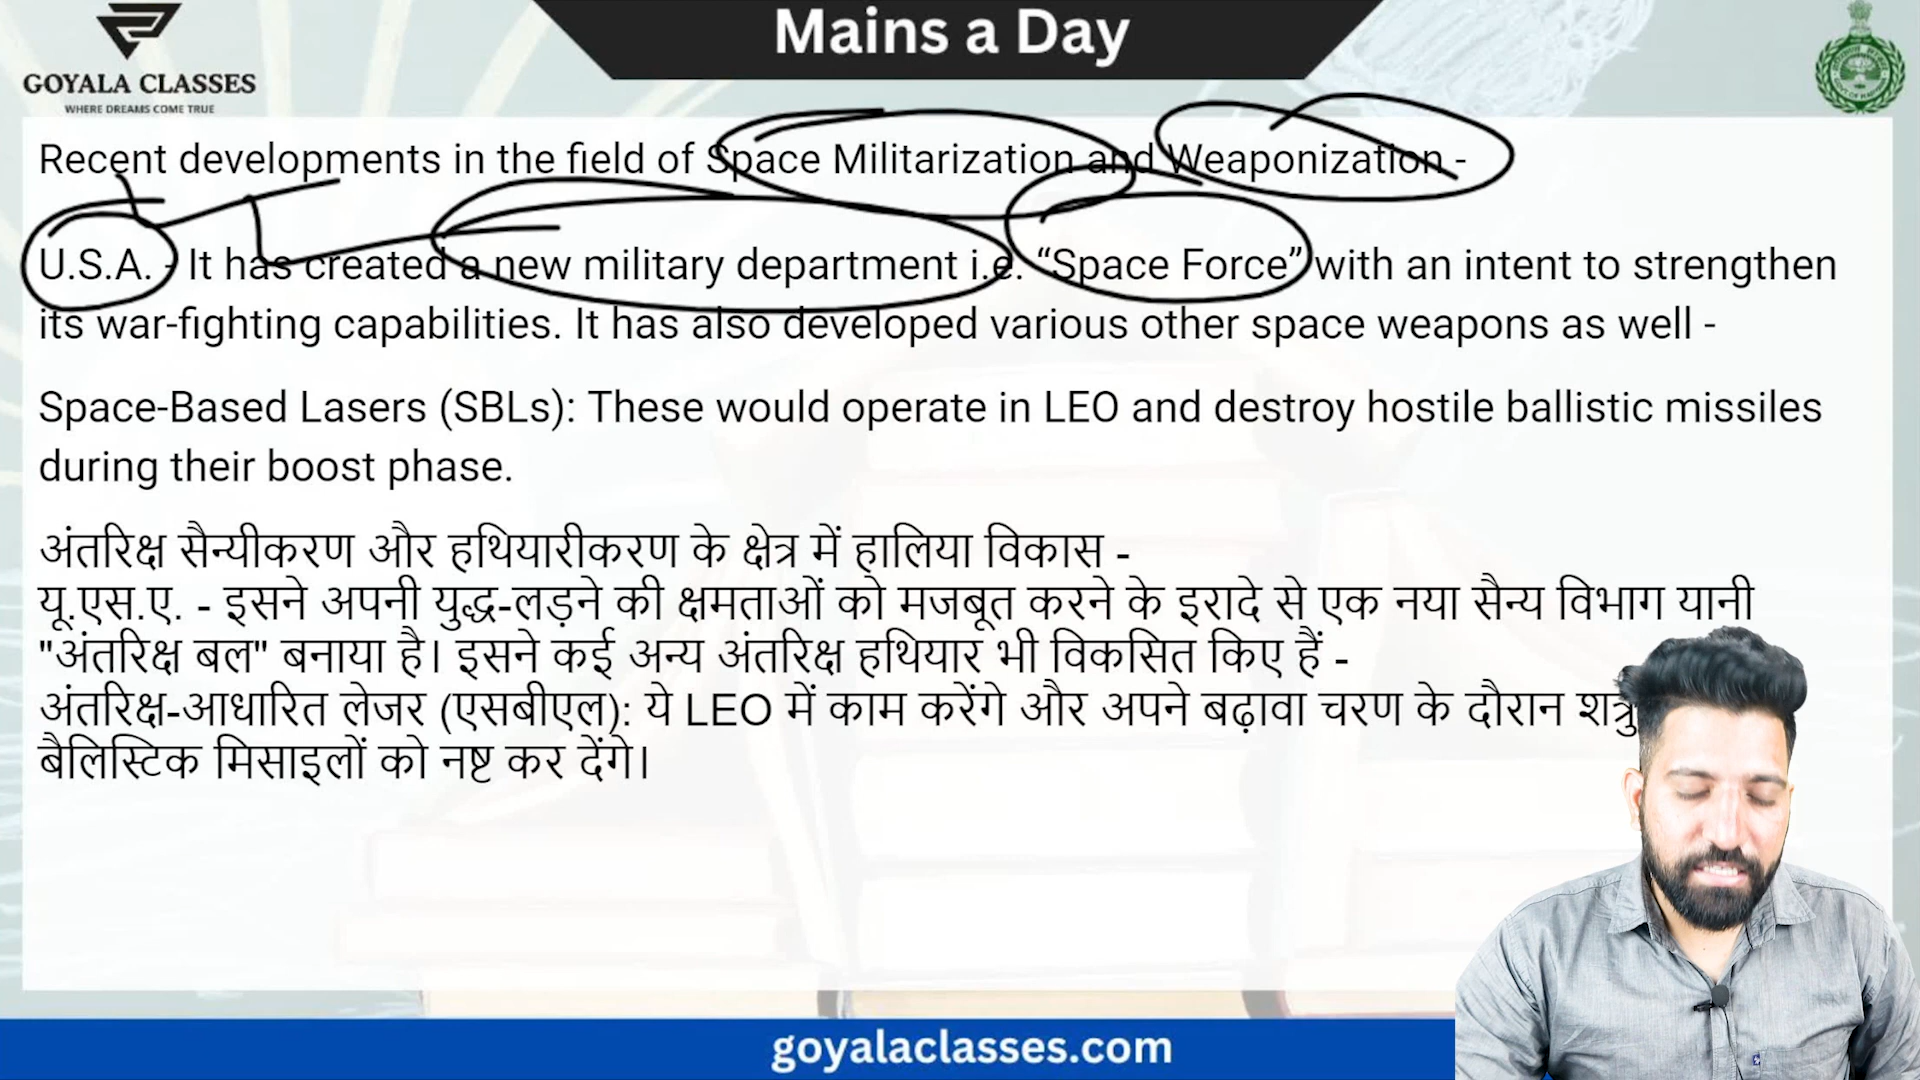 GOYALA CLASSES
WHERE DREAMS COME TRUE
Mains a Day
Recent developments in the field of Space Militarization and Weaponization -
U.S.A. - It has created a new military department i.e. “Space Force” with an intent to strengthen
its war-fighting capabilities. It has also developed various other space weapons as well -
Space-Based Lasers (SBLs): These would operate in LEO and destroy hostile ballistic missiles
during their boost phase.
अंतरिक्ष सैन्यीकरण और हथियारीकरण के क्षेत्र में हालिया विकास -
यू.एस.ए. - इसने अपनी युद्ध-लड़ने की क्षमताओं को मजबूत करने के इरादे से एक नया सैन्य विभाग यानी
"अंतरिक्ष बल" बनाया है। इसने कई अन्य अंतरिक्ष हथियार भी विकसित किए हैं -
अंतरिक्ष-आधारित लेजर (एसबीएल): ये LEO में काम करेंगे और अपने बढ़ावा चरण के दौरान शत्रु
बैलिस्टिक मिसाइलों को नष्ट कर देंगे।
goyalaclasses.com